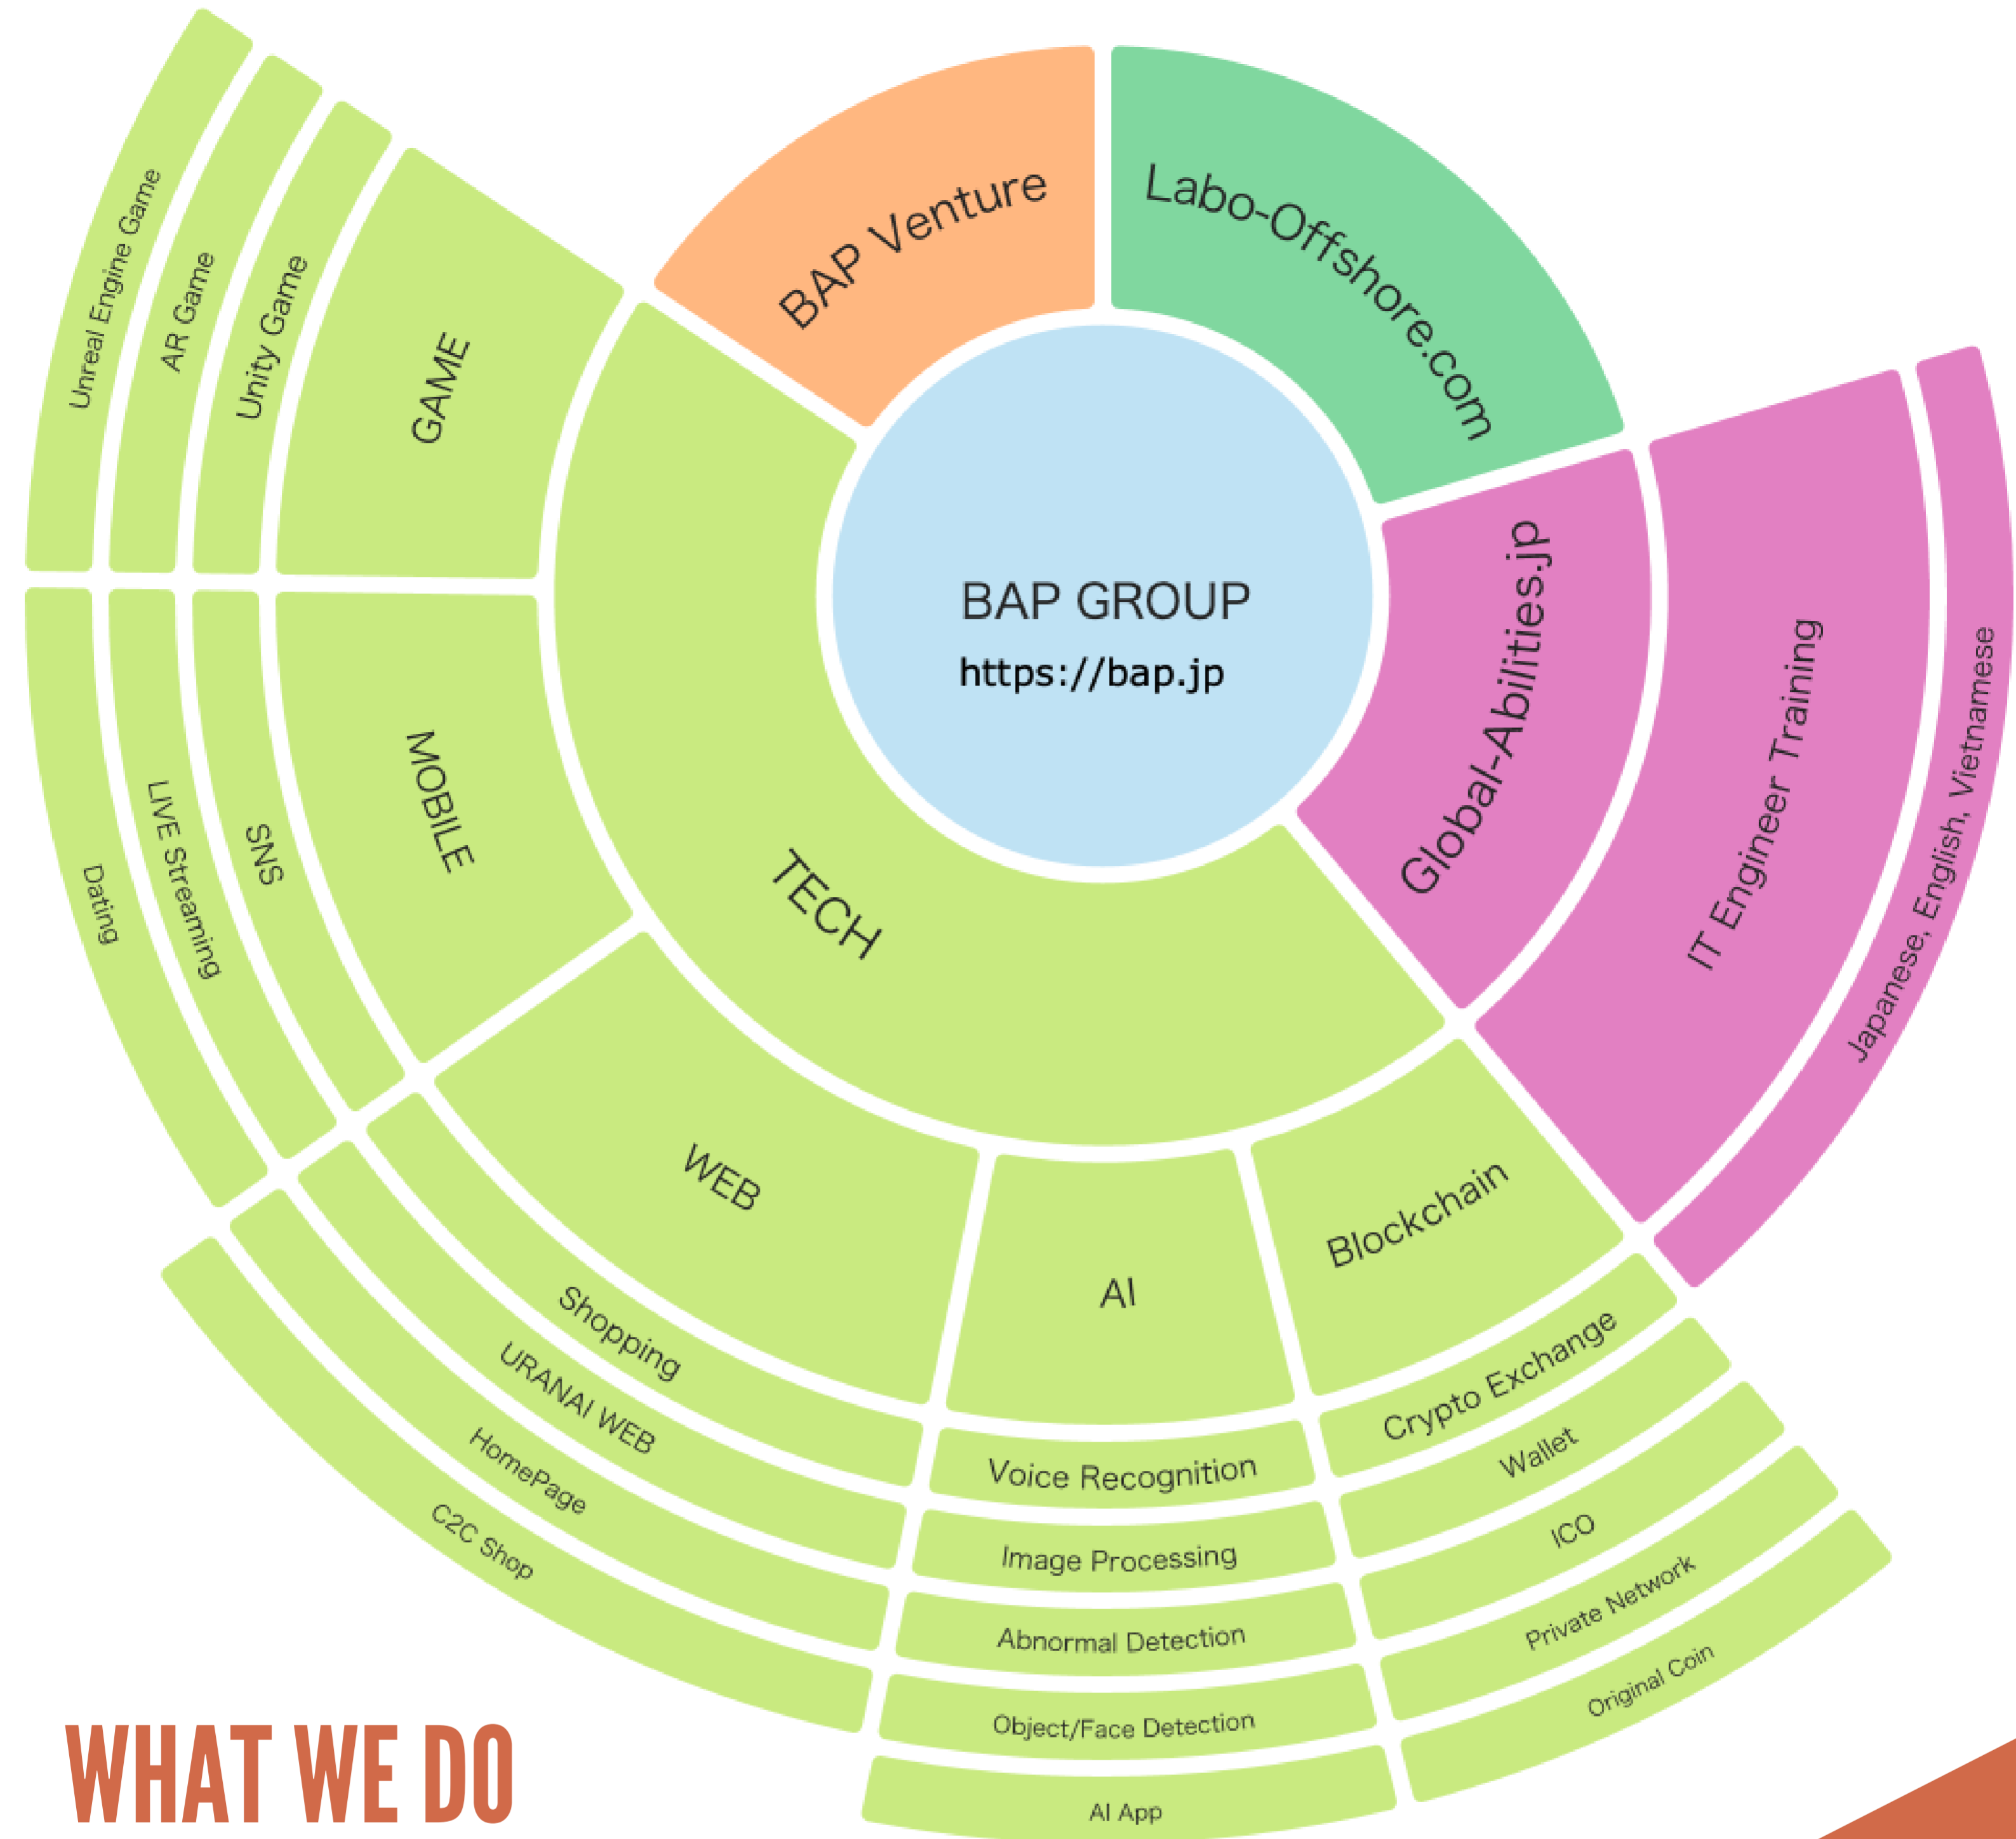 BAP GROUP
https://bap.jp
BAP Venture
Labo-Offshore.com
Global-Abilities.jp
IT Engineer Training
Japanese, English, Vietnamese
TECH
GAME
Unity Game
AR Game
Unreal Engine Game
MOBILE
SNS
LIVE Streaming
Dating
WEB
Shopping
URANAI WEB
HomePage
C2C Shop
AI
Voice Recognition
Image Processing
Abnormal Detection
Object/Face Detection
AI App
Blockchain
Crypto Exchange
Wallet
ICO
Private Network
Original Coin
WHAT WE DO